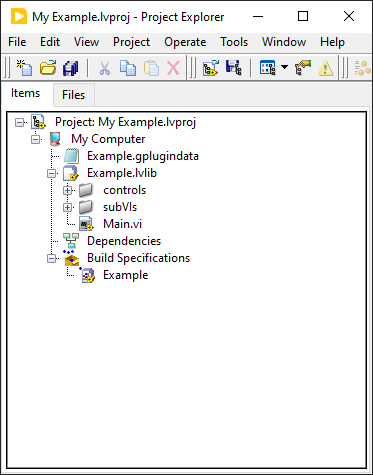 My Example.lvproj - Project Explorer
File Edit View Project Operate Tools Window Help
Items Files
Project: My Example.lvproj
My Computer
Example.gplugindata
Example.lvlib
controls
subVIs
Main.vi
Dependencies
Build Specifications
Example